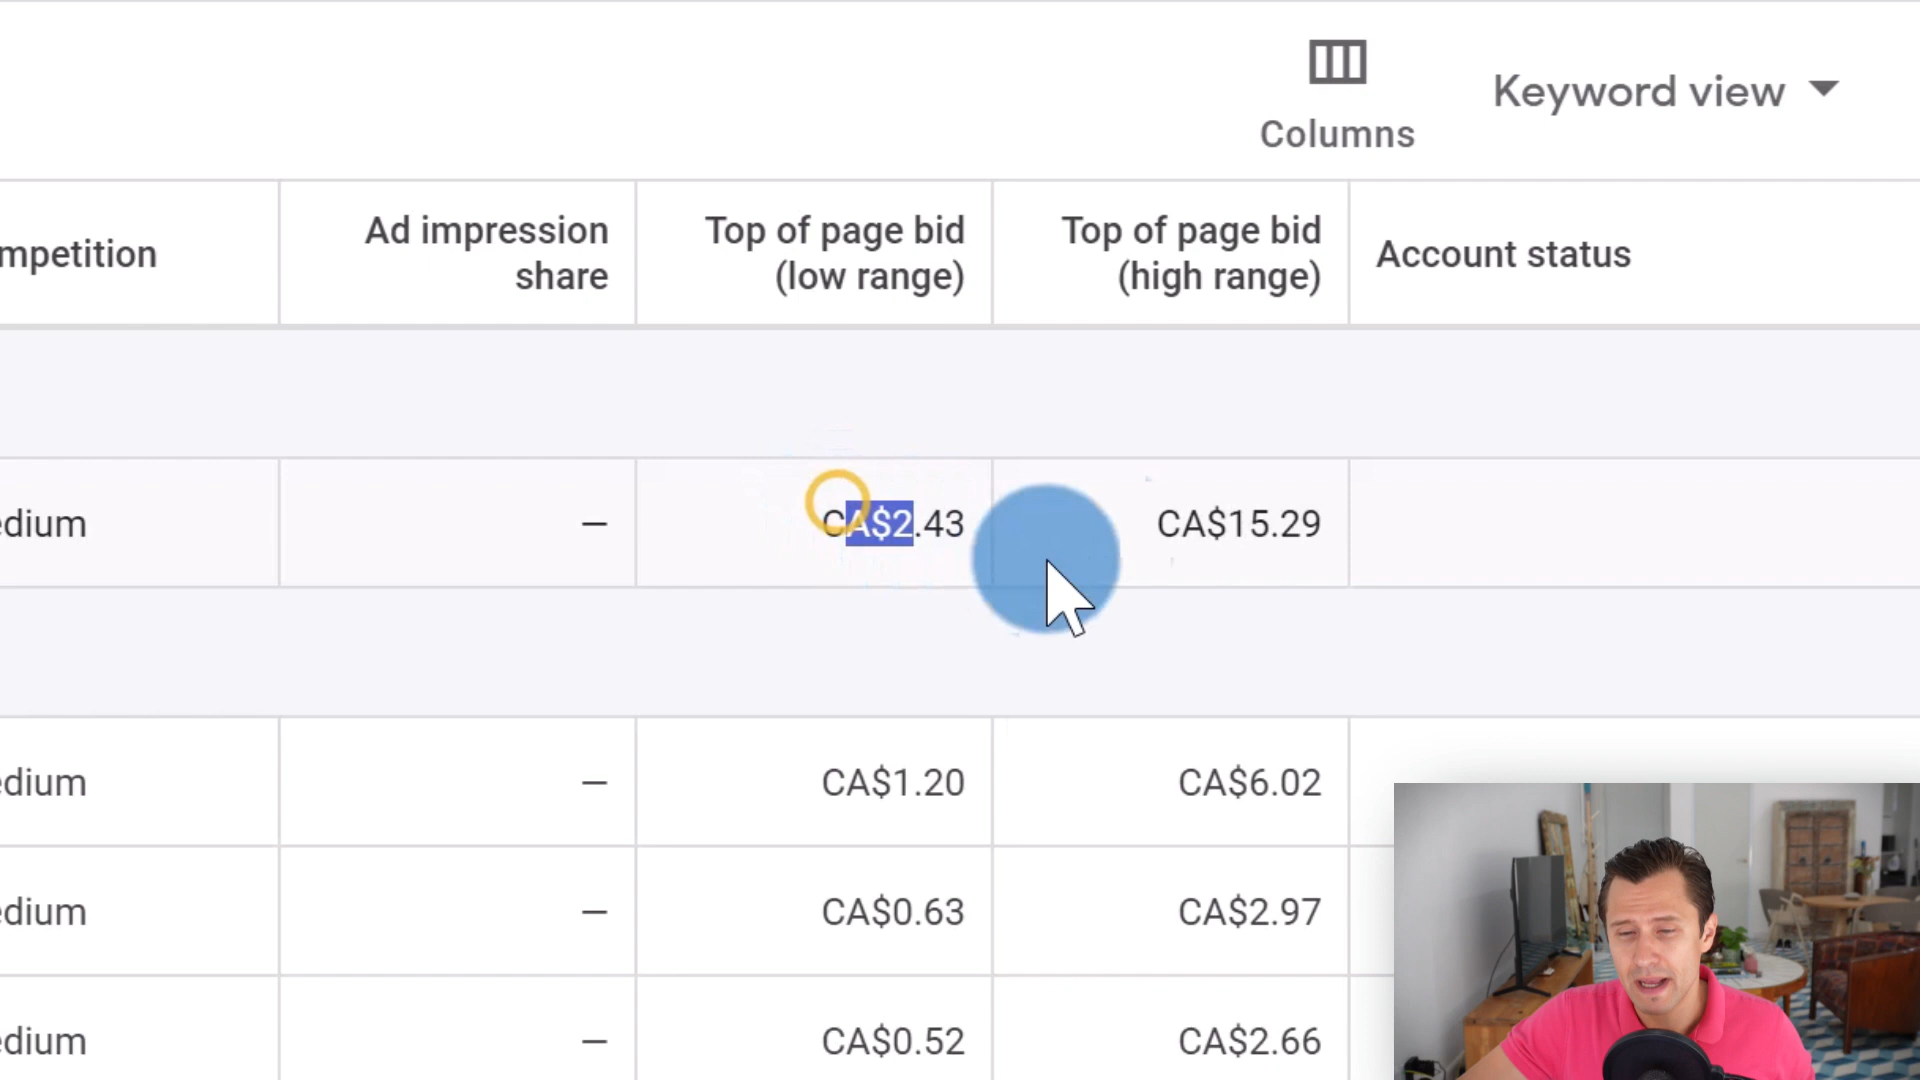 Columns
Keyword view
mpetition
Ad impression
share
Top of page bid
(low range)
Top of page bid
(high range)
Account status
edium
–
CA$2.43
CA$15.29
edium
–
CA$1.20
CA$6.02
edium
–
CA$0.63
CA$2.97
edium
–
CA$0.52
CA$2.66